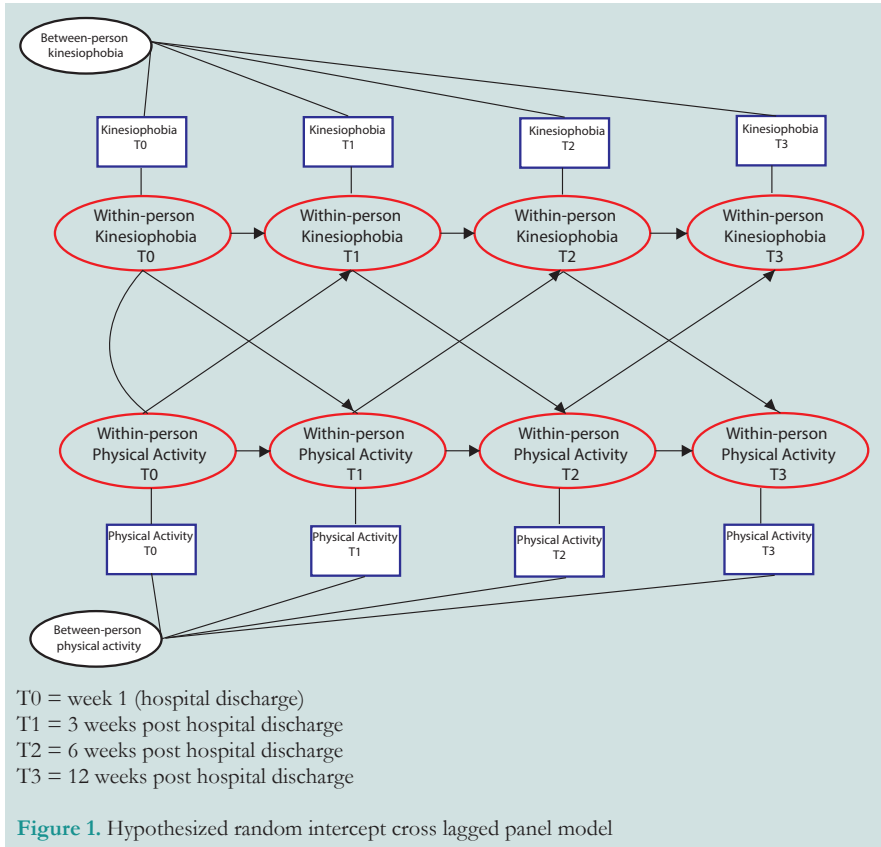 Between-person
kinesiophobia
Kinesiophobia
T0
Kinesiophobia
T1
Kinesiophobia
T2
Kinesiophobia
T3
Within-person
Kinesiophobia
T0
Within-person
Kinesiophobia
T1
Within-person
Kinesiophobia
T2
Within-person
Kinesiophobia
T3
Within-person
Physical Activity
T0
Within-person
Physical Activity
T1
Within-person
Physical Activity
T2
Within-person
Physical Activity
T3
Physical Activity
T0
Physical Activity
T1
Physical Activity
T2
Physical Activity
T3
Between-person
physical activity
T0 = week 1 (hospital discharge)
T1 = 3 weeks post hospital discharge
T2 = 6 weeks post hospital discharge
T3 = 12 weeks post hospital discharge
Figure 1. Hypothesized random intercept cross lagged panel model